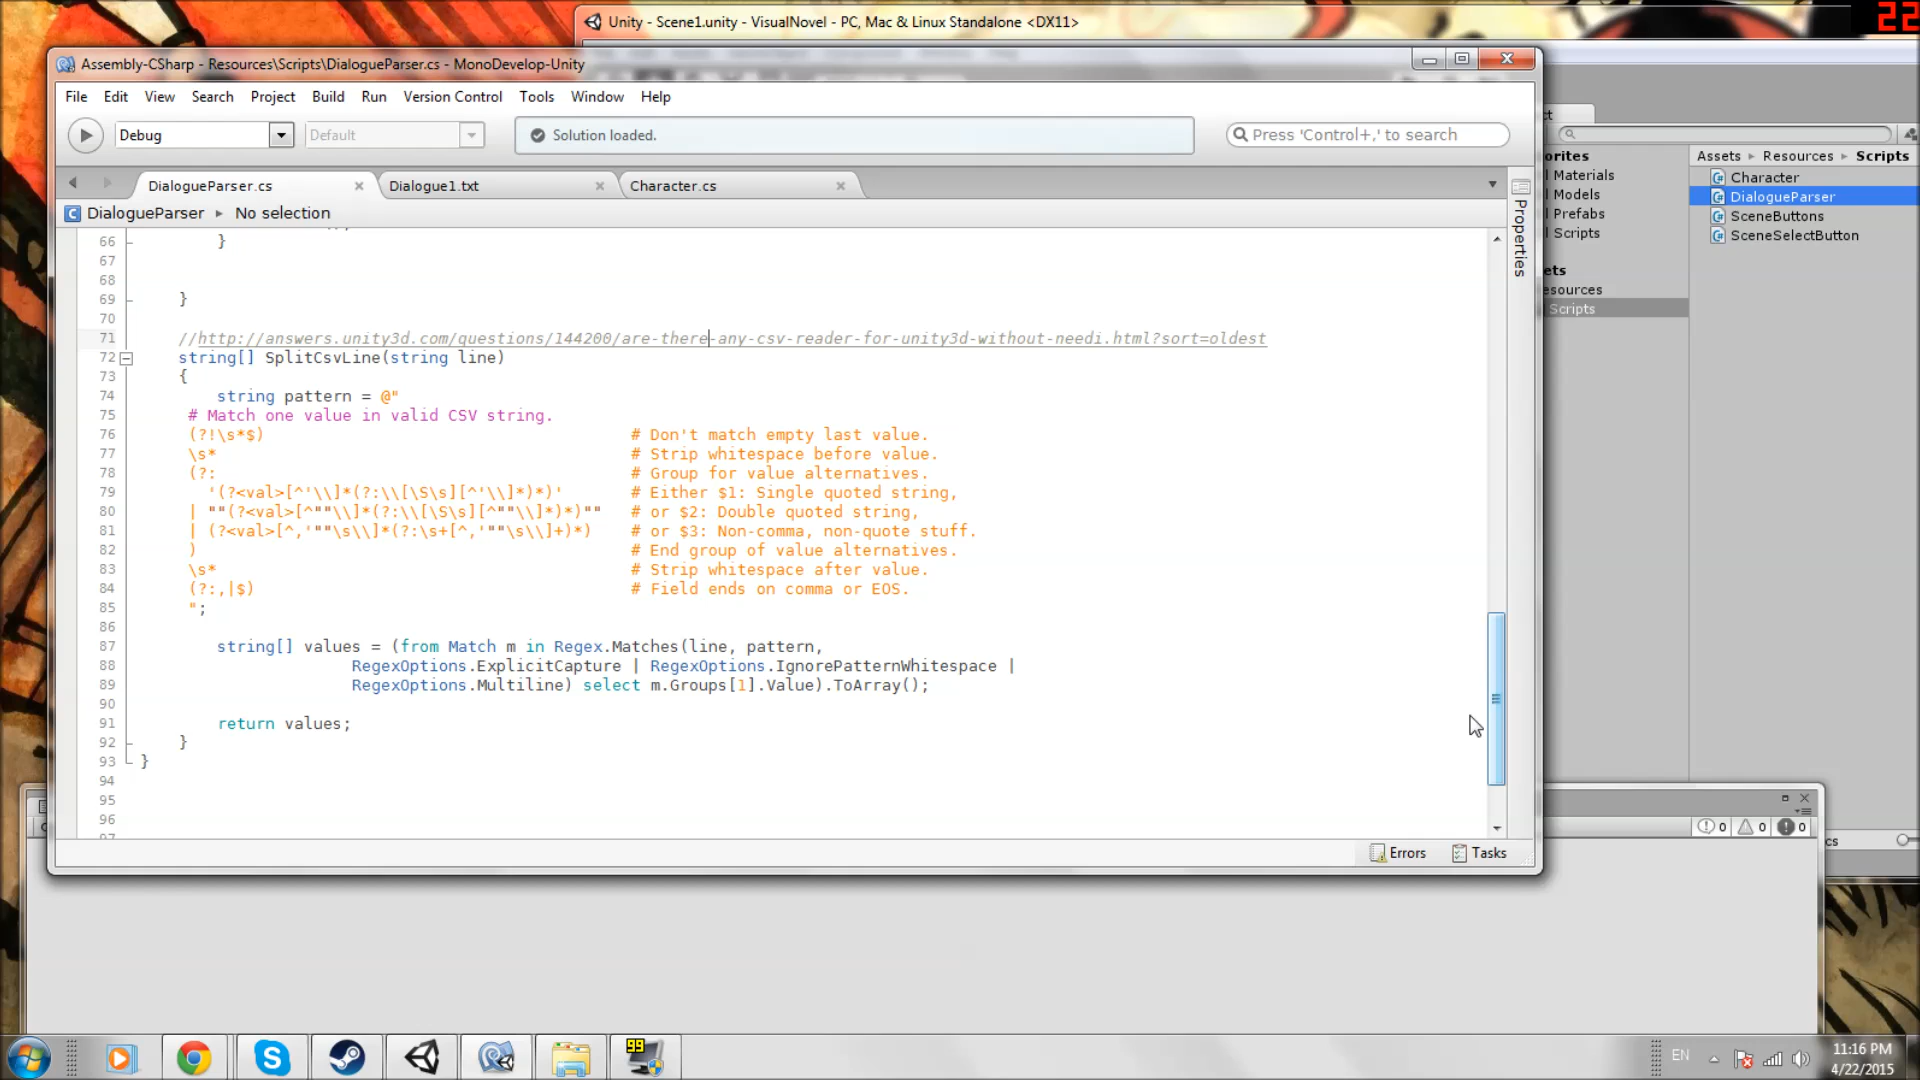 Unity - Scene1.unity - VisualNovel - PC, Mac & Linux Standalone <DX11>
22
Assembly-CSharp - Resources\Scripts\DialogueParser.cs - MonoDevelop-Unity
File Edit View Search Project Build Run Version Control Tools Window Help
Debug Default Solution loaded. Press 'Control+,' to search
DialogueParser.cs Dialogue1.txt Character.cs
DialogueParser ▸ No selection
Properties
66 }
67
68
69 }
70
71 //http://answers.unity3d.com/questions/144200/are-there-any-csv-reader-for-unity3d-without-needi.html?sort=oldest
72 string[] SplitCsvLine(string line)
73 {
74 string pattern = @"
75 # Match one value in valid CSV string.
76 (?!\s*$) # Don't match empty last value.
77 \s* # Strip whitespace before value.
78 (?: # Group for value alternatives.
79 '(?<val>[^'\\]*(?:\\[\S\s][^'\\]*)*)' # Either $1: Single quoted string,
80 | ""(?<val>[^""\\]*(?:\\[\S\s][^""\\]*)*)"" # or $2: Double quoted string,
81 | (?<val>[^,'""\s\\]*(?:\s+[^,'""\s\\]+)*) # or $3: Non-comma, non-quote stuff.
82 ) # End group of value alternatives.
83 \s* # Strip whitespace after value.
84 (?:,|$) # Field ends on comma or EOS.
85 ";
86
87 string[] values = (from Match m in Regex.Matches(line, pattern,
88 RegexOptions.ExplicitCapture | RegexOptions.IgnorePatternWhitespace |
89 RegexOptions.Multiline) select m.Groups[1].Value).ToArray();
90
91 return values;
92 }
93 }
94
95
96
97
Errors Tasks
ct
orites
Materials
Models
Prefabs
Scripts
ets
esources
Scripts
Assets ▸ Resources ▸ Scripts
Character
DialogueParser
SceneButtons
SceneSelectButton
0 0 0
cs
99
EN
11:16 PM
4/22/2015